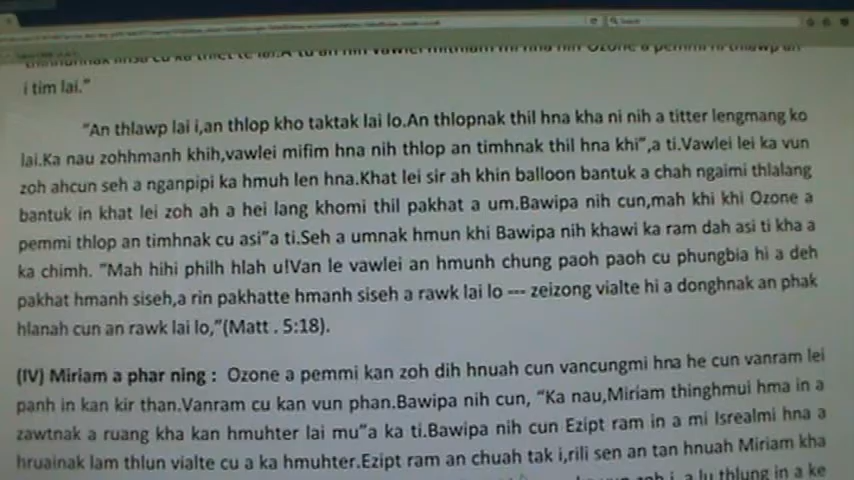 i tim lai."
"An thlawp lai i,an thlop kho taktak lai lo.An thlopnak thil hna kha ni nih a titter lengmang ko
lai.Ka nau zohhmanh khih,vawlei mifim hna nih thlop an timhnak thil hna khi",a ti.Vawlei lei ka vun
zoh ahcun seh a nganpipi ka hmuh len hna.Khat lei sir ah khin balloon bantuk a chah ngaimi thlalang
bantuk in khat lei zoh ah a hei lang khomi thil pakhat a um.Bawipa nih cun,mah khi khi Ozone a
pemmi thlop an timhnak cu asi"a ti.Seh a umnak hmun khi Bawipa nih khawi ka ram dah asi ti kha a
ka chimh. "Mah hihi philh hlah u!Van le vawlei an hmunh chung paoh paoh cu phungbia hi a deh
pakhat hmanh siseh,a rin pakhatte hmanh siseh a rawk lai lo --- zeizong vialte hi a donghnak an phak
hlanah cun an rawk lai lo,"(Matt . 5:18).
(IV) Miriam a phar ning : Ozone a pemmi kan zoh dih hnuah cun vancungmi hna he cun vanram lei
panh in kan kir than.Vanram cu kan vun phan.Bawipa nih cun, "Ka nau,Miriam thinghmui hma in a
zawtnak a ruang kha kan hmuhter lai mu"a ka ti.Bawipa nih cun Ezipt ram in a mi Isrealmi hna a
hruainak lam thlun vialte cu a ka hmuhter.Ezipt ram an chuah tak i,rili sen an tan hnuah Miriam kha
zoh i, a lu thlung in a ke